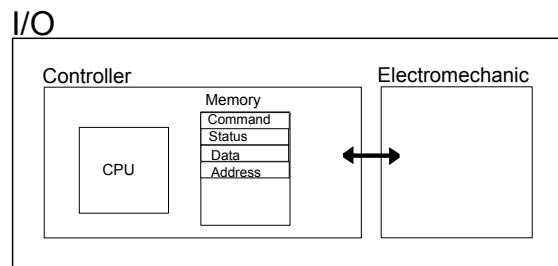 I/O
Controller
Electromechanic
Memory
Command
Status
Data
Address
CPU